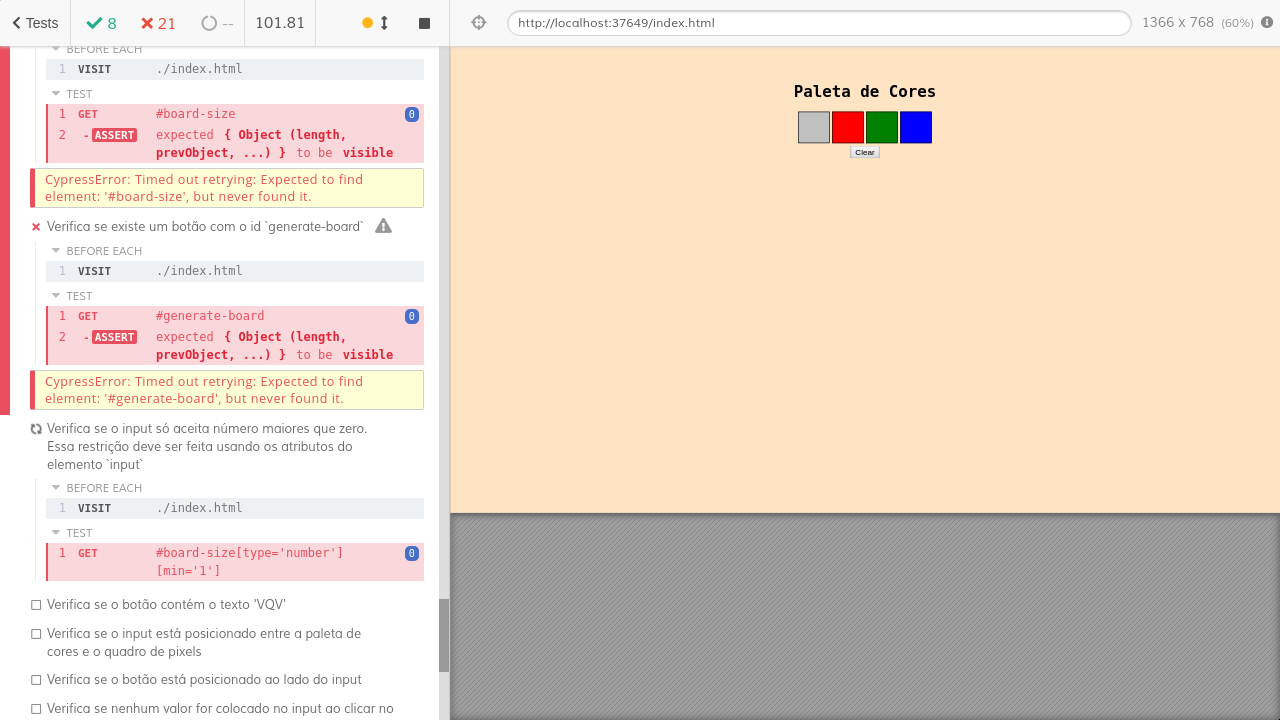 Tests
8
21
--
101.81
http://localhost:37649/index.html
1366 x 768 (60%)
BEFORE EACH
1 VISIT ./index.html
TEST
1 GET #board-size 0
2 - ASSERT expected { Object (length,
prevObject, ...) } to be visible
CypressError: Timed out retrying: Expected to find
element: '#board-size', but never found it.
Verifica se existe um botão com o id `generate-board`
BEFORE EACH
1 VISIT ./index.html
TEST
1 GET #generate-board 0
2 - ASSERT expected { Object (length,
prevObject, ...) } to be visible
CypressError: Timed out retrying: Expected to find
element: '#generate-board', but never found it.
Verifica se o input só aceita número maiores que zero.
Essa restrição deve ser feita usando os atributos do
elemento `input`
BEFORE EACH
1 VISIT ./index.html
TEST
1 GET #board-size[type='number'] 0
[min='1']
Verifica se o botão contém o texto 'VQV'
Verifica se o input está posicionado entre a paleta de
cores e o quadro de pixels
Verifica se o botão está posicionado ao lado do input
Verifica se nenhum valor for colocado no input ao clicar no
Paleta de Cores
Clear